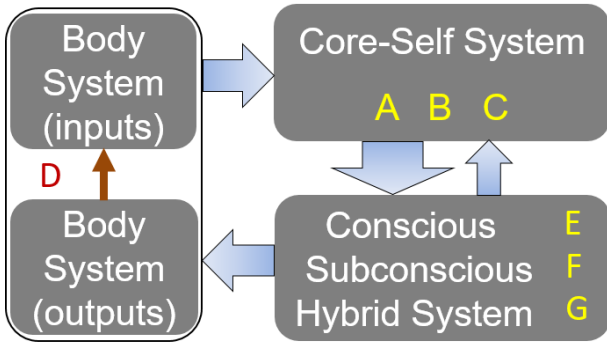 Body
System
(inputs)
Core-Self System
A B C
D
Body
System
(outputs)
Conscious E
Subconscious F
Hybrid System G